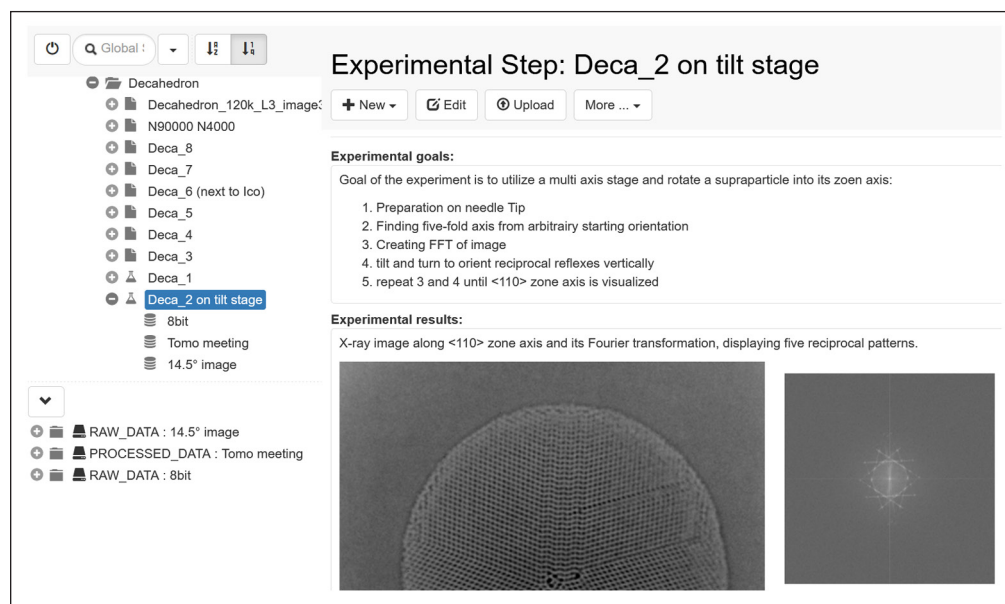 Global S
Decahedron
Decahedron_120k_L3_image3
N90000 N4000
Deca_8
Deca_7
Deca_6 (next to Ico)
Deca_5
Deca_4
Deca_3
Deca_1
Deca_2 on tilt stage
8bit
Tomo meeting
14.5° image
RAW_DATA : 14.5° image
PROCESSED_DATA : Tomo meeting
RAW_DATA : 8bit
Experimental Step: Deca_2 on tilt stage
New
Edit
Upload
More ...
Experimental goals:
Goal of the experiment is to utilize a multi axis stage and rotate a supraparticle into its zoen axis:
1. Preparation on needle Tip
2. Finding five-fold axis from arbitrairy starting orientation
3. Creating FFT of image
4. tilt and turn to orient reciprocal reflexes vertically
5. repeat 3 and 4 until <110> zone axis is visualized
Experimental results:
X-ray image along <110> zone axis and its Fourier transformation, displaying five reciprocal patterns.